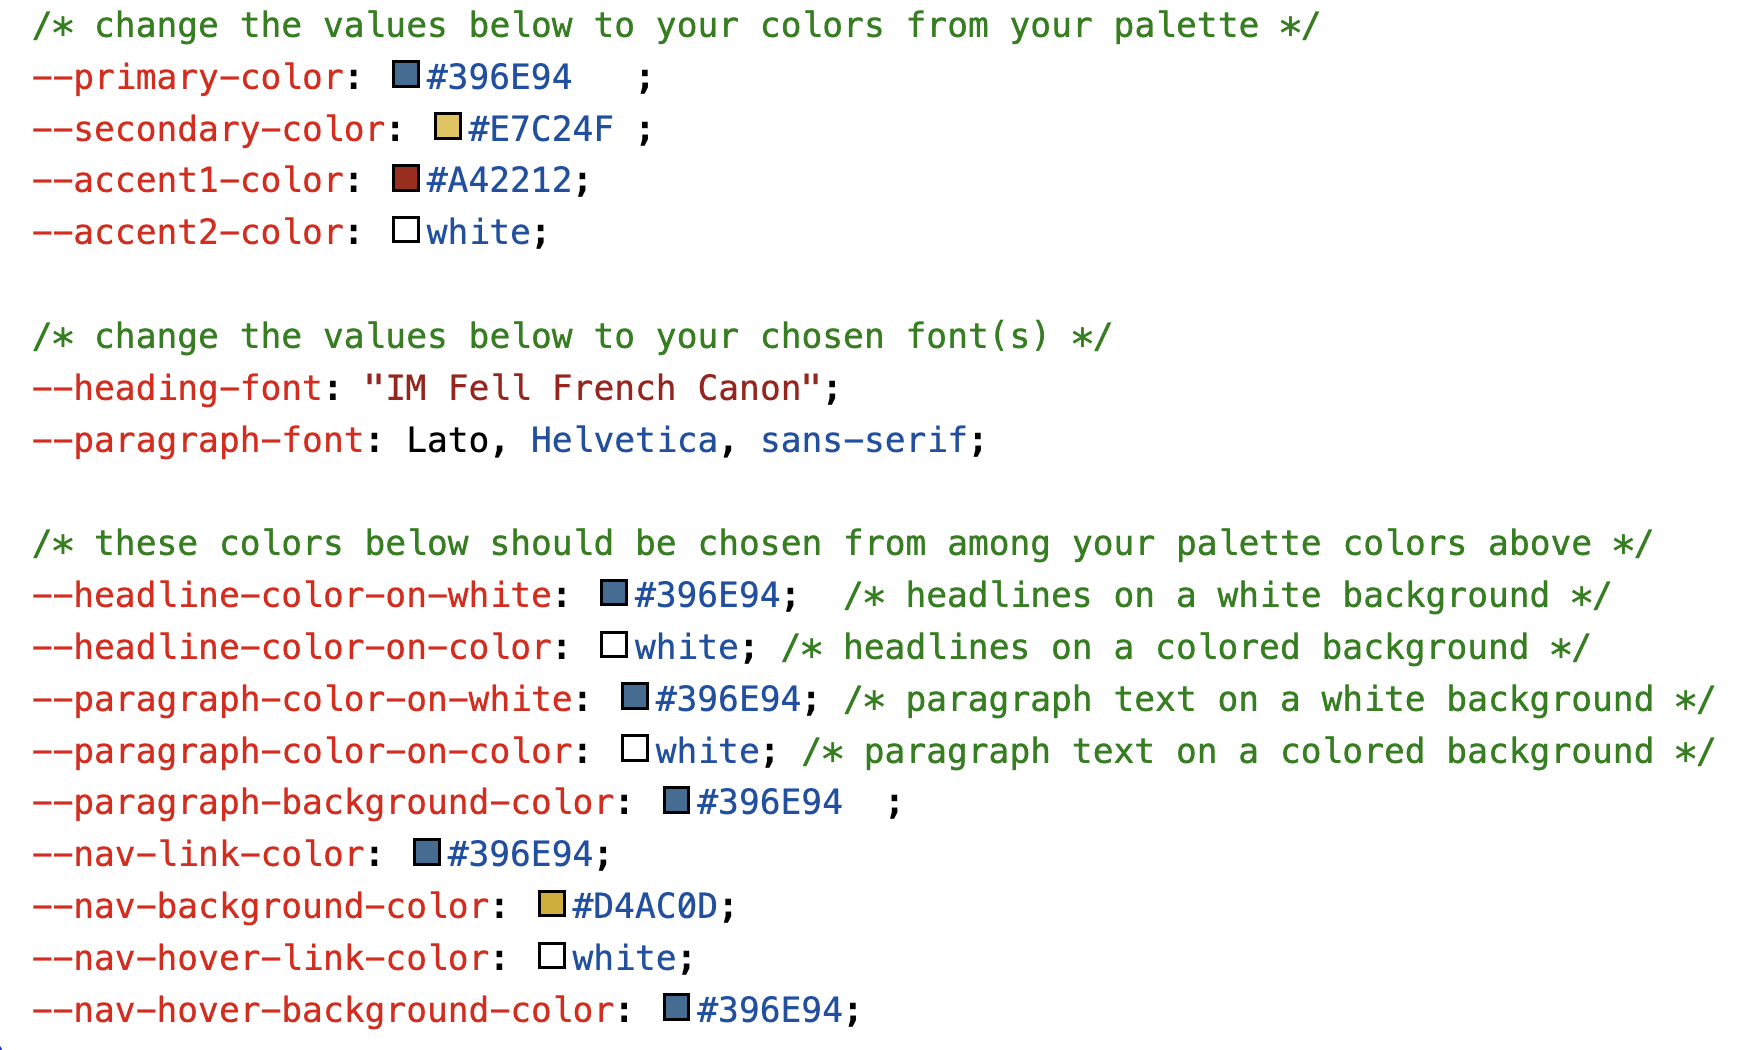 /* change the values below to your colors from your palette */
--primary-color: #396E94   ;
--secondary-color: #E7C24F ;
--accent1-color: #A42212;
--accent2-color: white;
/* change the values below to your chosen font(s) */
--heading-font: "IM Fell French Canon";
--paragraph-font: Lato, Helvetica, sans-serif;
/* these colors below should be chosen from among your palette colors above */
--headline-color-on-white: #396E94;  /* headlines on a white background */
--headline-color-on-color: white; /* headlines on a colored background */
--paragraph-color-on-white: #396E94; /* paragraph text on a white background */
--paragraph-color-on-color: white; /* paragraph text on a colored background */
--paragraph-background-color: #396E94  ;
--nav-link-color: #396E94;
--nav-background-color: #D4AC0D;
--nav-hover-link-color: white;
--nav-hover-background-color: #396E94;